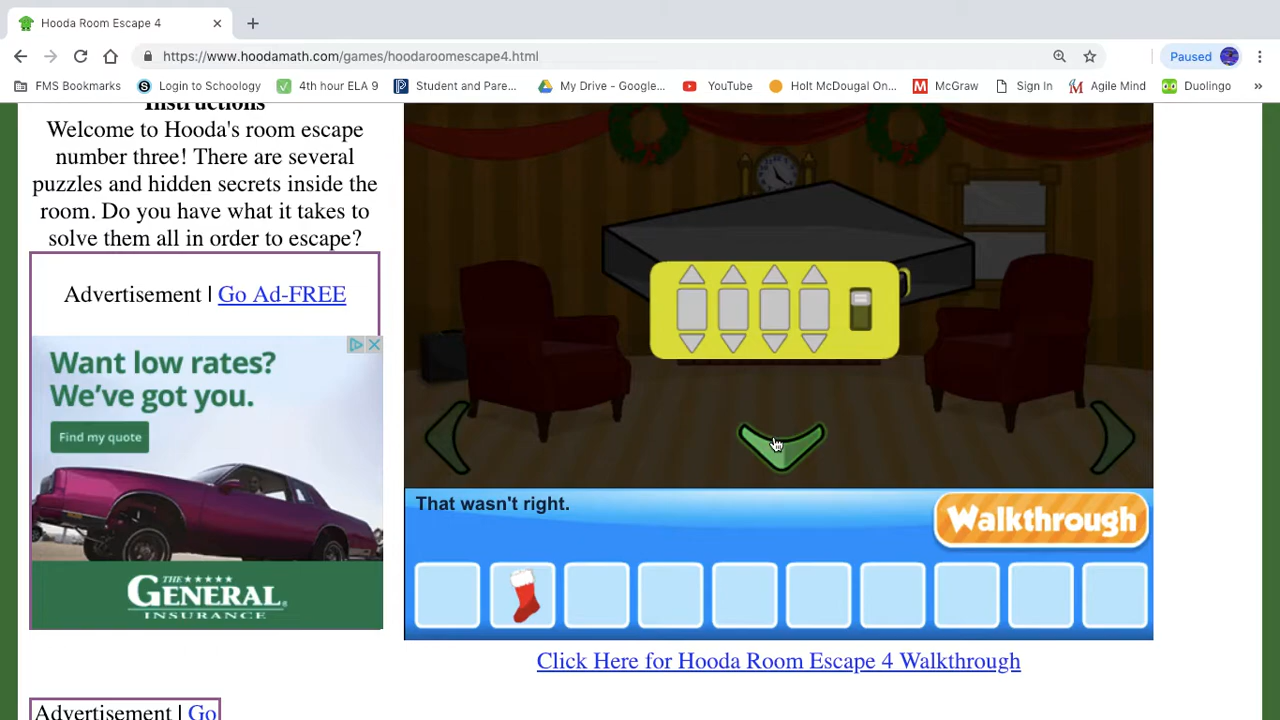 Hooda Room Escape 4
https://www.hoodamath.com/games/hoodaroomescape4.html
Paused
FMS Bookmarks
Login to Schoology
4th hour ELA 9
Student and Pare...
My Drive - Google...
YouTube
Holt McDougal On...
McGraw
Sign In
Agile Mind
Duolingo
»
Instructions
Welcome to Hooda's room escape
number three! There are several
puzzles and hidden secrets inside the
room. Do you have what it takes to
solve them all in order to escape?
Advertisement | Go Ad-FREE
Want low rates?
We've got you.
Find my quote
THE
GENERAL
INSURANCE
That wasn't right.
Walkthrough
Click Here for Hooda Room Escape 4 Walkthrough
Advertisement | Go